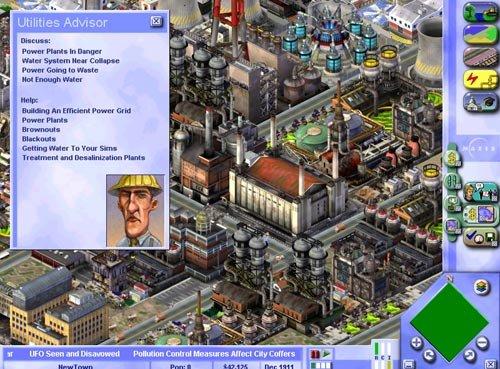 Utilities Advisor
Discuss:
Power Plants In Danger
Water System Near Collapse
Power Going to Waste
Not Enough Water
Help:
Building An Efficient Power Grid
Power Plants
Brownouts
Blackouts
Getting Water To Your Sims
Treatment and Desalinization Plants
MAXIS
N
UFO Seen and Disavowed Pollution Control Measures Affect City Coffers
R C I
NewTown Pop: 0 $42,125 Dec 1911